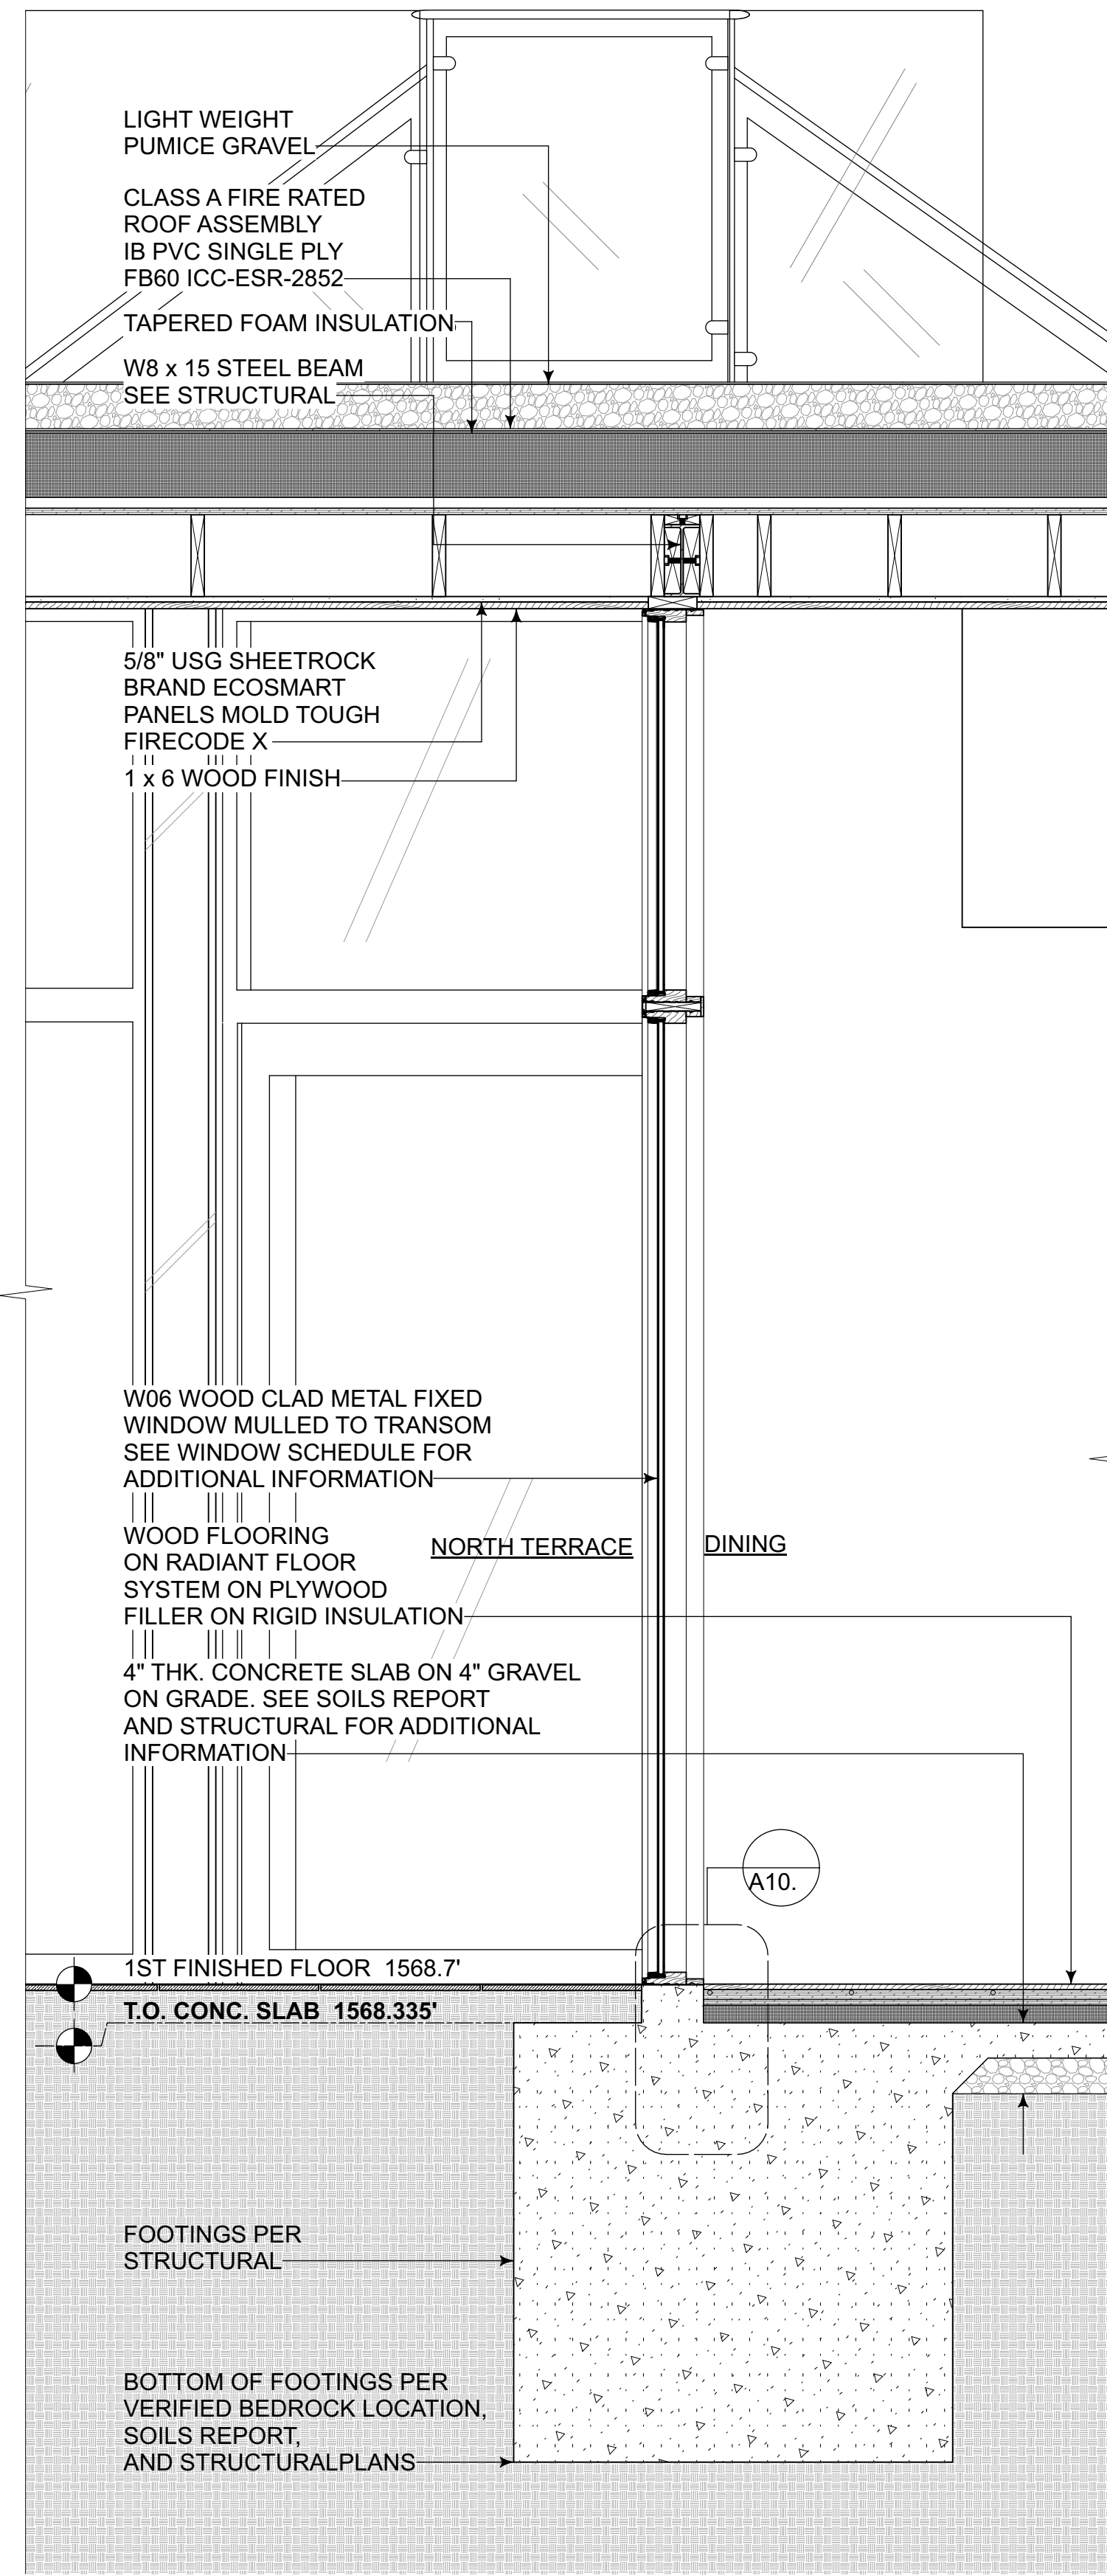 LIGHT WEIGHT
PUMICE GRAVEL
CLASS A FIRE RATED
ROOF ASSEMBLY
IB PVC SINGLE PLY
FB60 ICC-ESR-2852
TAPERED FOAM INSULATION
W8 x 15 STEEL BEAM
SEE STRUCTURAL
5/8" USG SHEETROCK
BRAND ECOSMART
PANELS MOLD TOUGH
FIRECODE X
1 x 6 WOOD FINISH
W06 WOOD CLAD METAL FIXED
WINDOW MULLED TO TRANSOM
SEE WINDOW SCHEDULE FOR
ADDITIONAL INFORMATION
WOOD FLOORING
ON RADIANT FLOOR
SYSTEM ON PLYWOOD
FILLER ON RIGID INSULATION
NORTH TERRACE
DINING
4" THK. CONCRETE SLAB ON 4" GRAVEL
ON GRADE. SEE SOILS REPORT
AND STRUCTURAL FOR ADDITIONAL
INFORMATION
A10.
1ST FINISHED FLOOR 1568.7'
T.O. CONC. SLAB 1568.335'
FOOTINGS PER
STRUCTURAL
BOTTOM OF FOOTINGS PER
VERIFIED BEDROCK LOCATION,
SOILS REPORT,
AND STRUCTURALPLANS